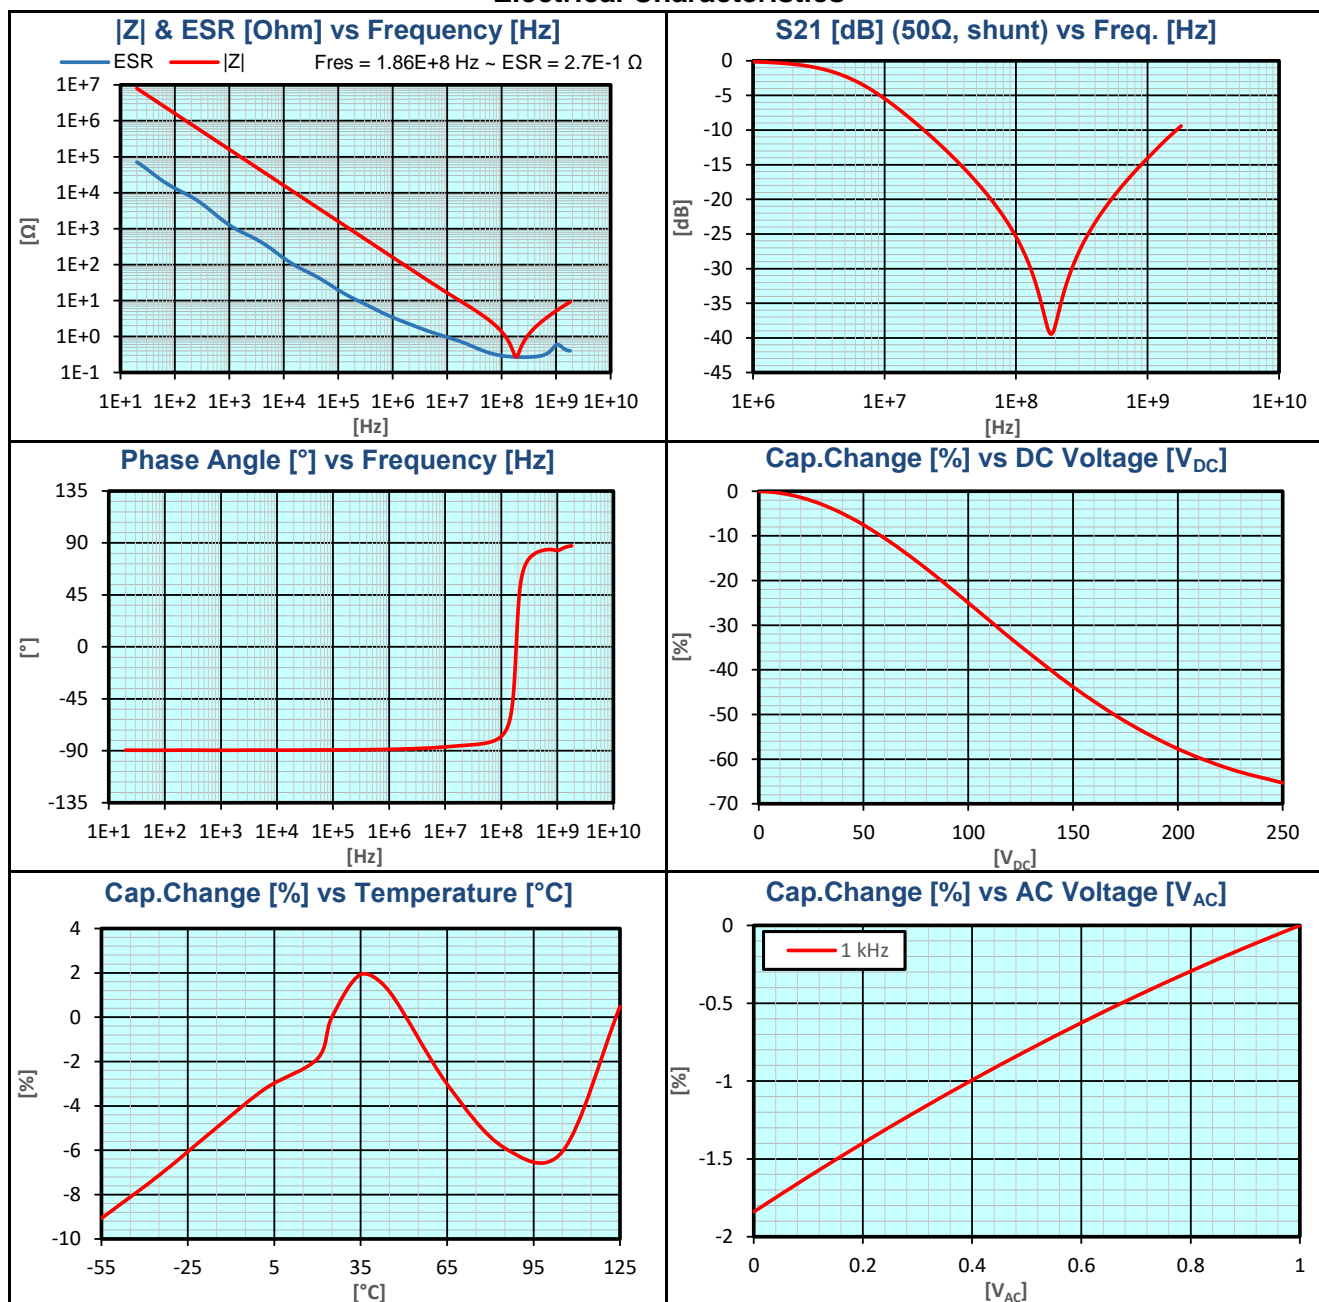 Electrical Characteristics
|Z| & ESR [Ohm] vs Frequency [Hz]
ESR |Z| Fres = 1.86E+8 Hz ~ ESR = 2.7E-1 Ω
1E+7
1E+6
1E+5
1E+4
1E+3
1E+2
1E+1
1E+0
1E-1
[Ω]
1E+1 1E+2 1E+3 1E+4 1E+5 1E+6 1E+7 1E+8 1E+9 1E+10
[Hz]
S21 [dB] (50Ω, shunt) vs Freq. [Hz]
0
-5
-10
-15
-20
-25
-30
-35
-40
-45
[dB]
1E+6 1E+7 1E+8 1E+9 1E+10
[Hz]
Phase Angle [°] vs Frequency [Hz]
135
90
45
0
-45
-90
-135
[°]
1E+1 1E+2 1E+3 1E+4 1E+5 1E+6 1E+7 1E+8 1E+9 1E+10
[Hz]
Cap.Change [%] vs DC Voltage [VDC]
0
-10
-20
-30
-40
-50
-60
-70
[%]
0 50 100 150 200 250
[VDC]
Cap.Change [%] vs Temperature [°C]
4
2
0
-2
-4
-6
-8
-10
[%]
-55 -25 5 35 65 95 125
[°C]
Cap.Change [%] vs AC Voltage [VAC]
1 kHz
0
-0.5
-1
-1.5
-2
[%]
0 0.2 0.4 0.6 0.8 1
[VAC]